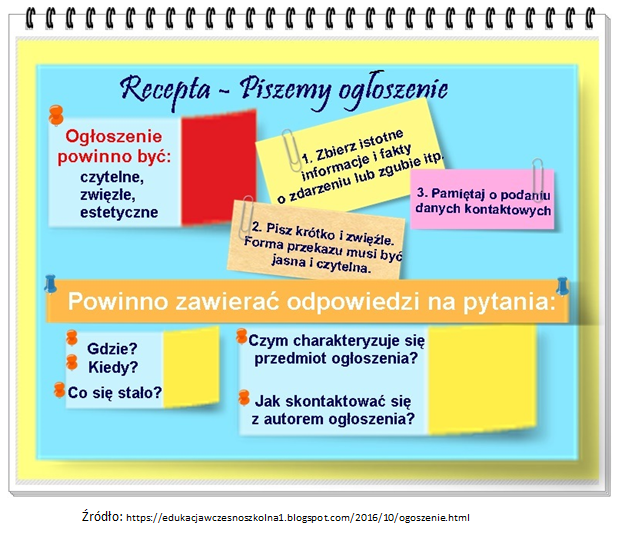 Recepta - Piszemy ogłoszenie
Ogłoszenie
powinno być:
czytelne,
zwięzłe,
estetyczne
1. Zbierz istotne
informacje i fakty
o zdarzeniu lub zgubie itp.
2. Pisz krótko i zwięźle.
Forma przekazu musi być
jasna i czytelna.
3. Pamiętaj o podaniu
danych kontaktowych
Powinno zawierać odpowiedzi na pytania:
Gdzie?
Kiedy?
Co się stało?
Czym charakteryzuje się
przedmiot ogłoszenia?
Jak skontaktować się
z autorem ogłoszenia?
Źródło: https://edukacjawczesnoszkolna1.blogspot.com/2016/10/ogoszenie.html